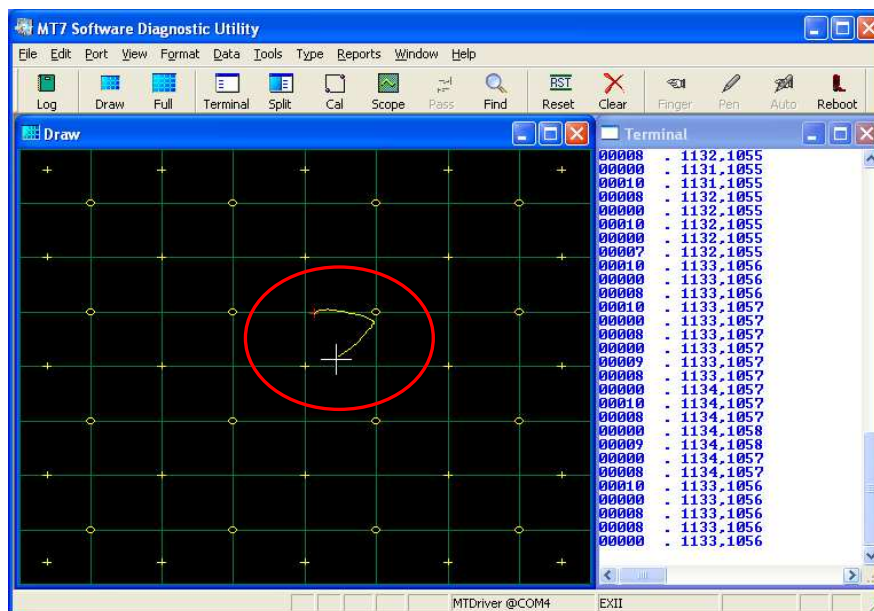 MT7 Software Diagnostic Utility
File Edit Port View Format Data Tools Type Reports Window Help
Log Draw Full Terminal Split Cal Scope Pass Find Reset Clear Finger Pen Auto Reboot
RST
Draw
Terminal
00008 . 1132,1055
00000 . 1131,1055
00010 . 1131,1055
00008 . 1132,1055
00000 . 1132,1055
00010 . 1132,1055
00000 . 1132,1055
00007 . 1132,1055
00010 . 1133,1056
00000 . 1133,1056
00008 . 1133,1056
00010 . 1133,1057
00000 . 1133,1057
00008 . 1133,1057
00000 . 1133,1057
00009 . 1133,1057
00008 . 1133,1057
00000 . 1134,1057
00010 . 1134,1057
00008 . 1134,1057
00000 . 1134,1058
00009 . 1134,1058
00000 . 1134,1057
00008 . 1134,1057
00010 . 1133,1056
00000 . 1133,1056
00008 . 1133,1056
00008 . 1133,1056
00000 . 1133,1056
MTDriver @COM4
EXII